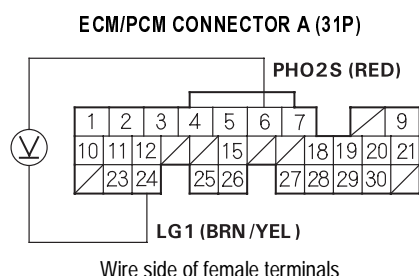 ECM/PCM CONNECTOR A (31P)
PHO2S (RED)
1 2 3 4 5 6 7 9
10 11 12 15 18 19 20 21
V
23 24 25 26 27 28 29 30
LG1 (BRN/YEL)
Wire side of female terminals